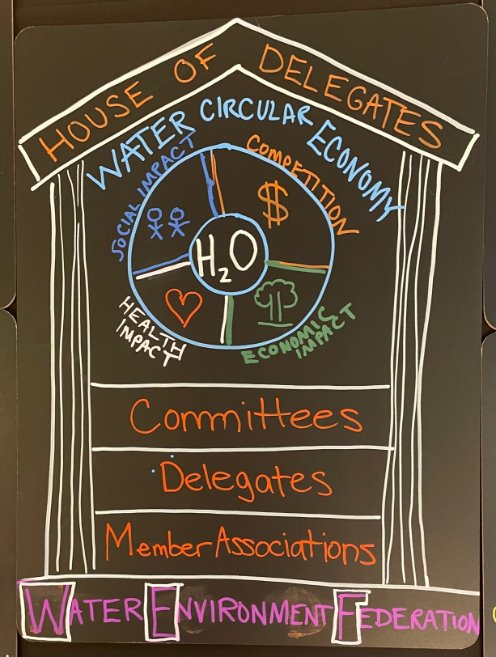 HOUSE OF DELEGATES
WATER CIRCULAR ECONOMY
SOCIAL IMPACT
COMPETITION
$
H₂O
HEALTH
IMPACT
ECONOMIC
IMPACT
Committees
Delegates
Member Associations
WATER ENVIRONMENT FEDERATION